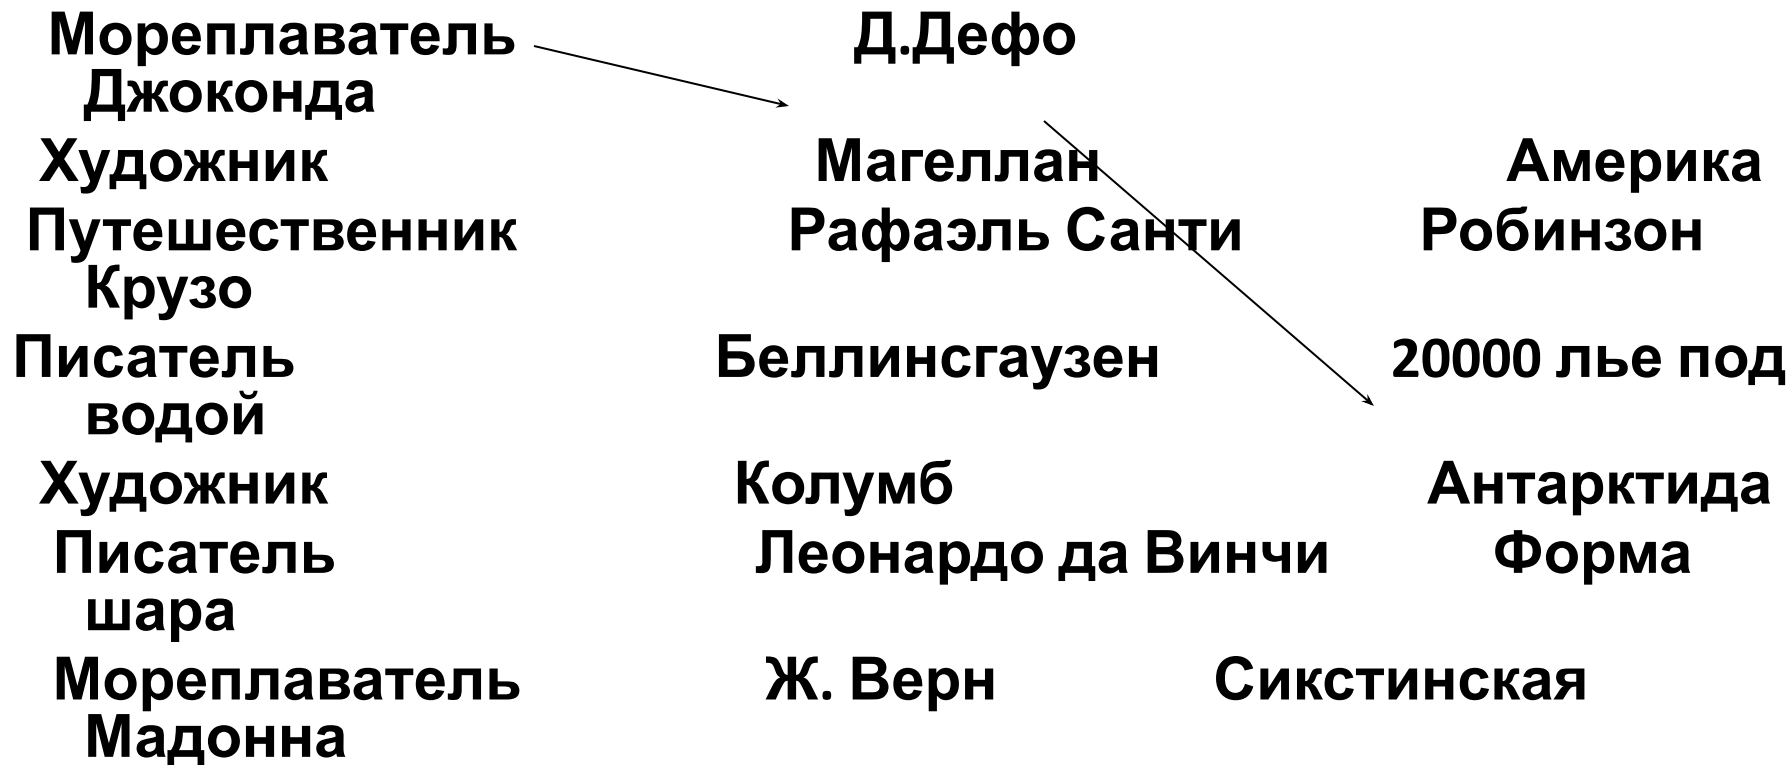 Мореплаватель Д.Дефо
Джоконда
Художник Магеллан Америка
Путешественник Рафаэль Санти Робинзон
Крузо
Писатель Беллинсгаузен 20000 лье под
водой
Художник Колумб Антарктида
Писатель Леонардо да Винчи Форма
шара
Мореплаватель Ж. Верн Сикстинская
Мадонна